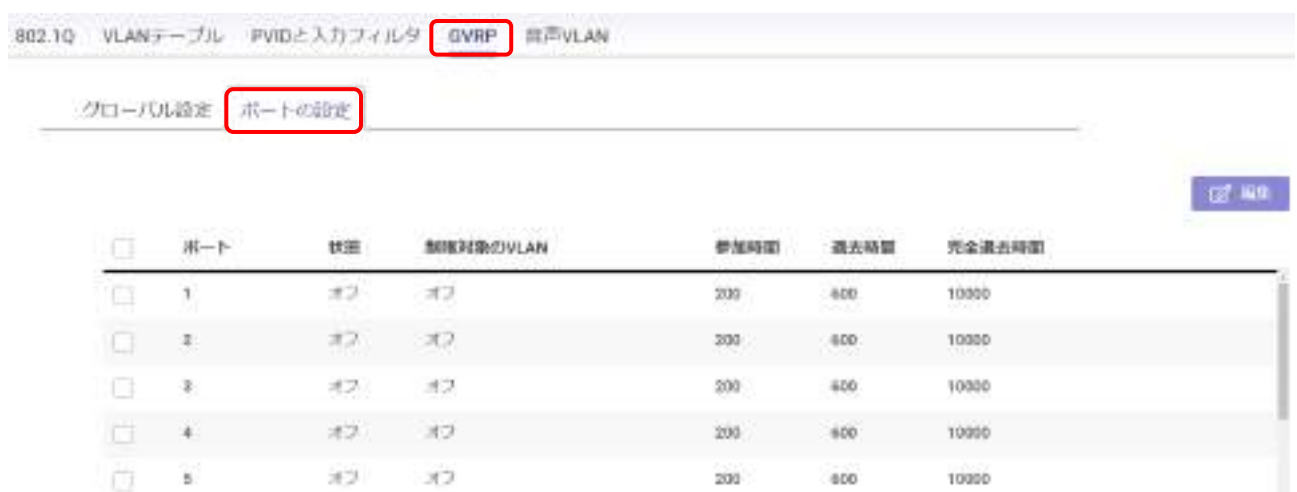 802.1Q VLANテーブル PVIDと入力フィルタ GVRP 音声VLAN
グローバル設定 ポートの設定
編集
ポート 状態 制限対象のVLAN 参加時間 退去時間 完全退去時間
1 オフ オフ 200 600 10000
2 オフ オフ 200 600 10000
3 オフ オフ 200 600 10000
4 オフ オフ 200 600 10000
5 オフ オフ 200 600 10000